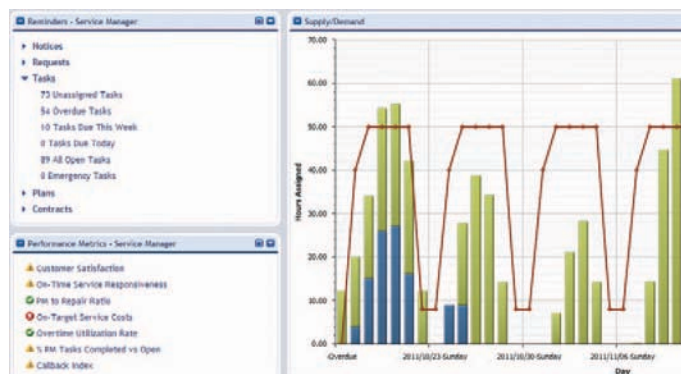 Reminders - Service Manager
Notices
Requests
Tasks
73 Unassigned Tasks
54 Overdue Tasks
10 Tasks Due This Week
0 Tasks Due Today
89 All Open Tasks
0 Emergency Tasks
Plans
Contracts
Performance Metrics - Service Manager
Customer Satisfaction
On-Time Service Responsiveness
PM to Repair Ratio
On-Target Service Costs
Overtime Utilization Rate
% PM Tasks Completed vs Open
Callback Index
Supply/Demand
70.00
60.00
50.00
40.00
30.00
20.00
10.00
0.00
Hours Assigned
Overdue
2011/10/23-Sunday
2011/10/30-Sunday
2011/11/06-Sunday
Day